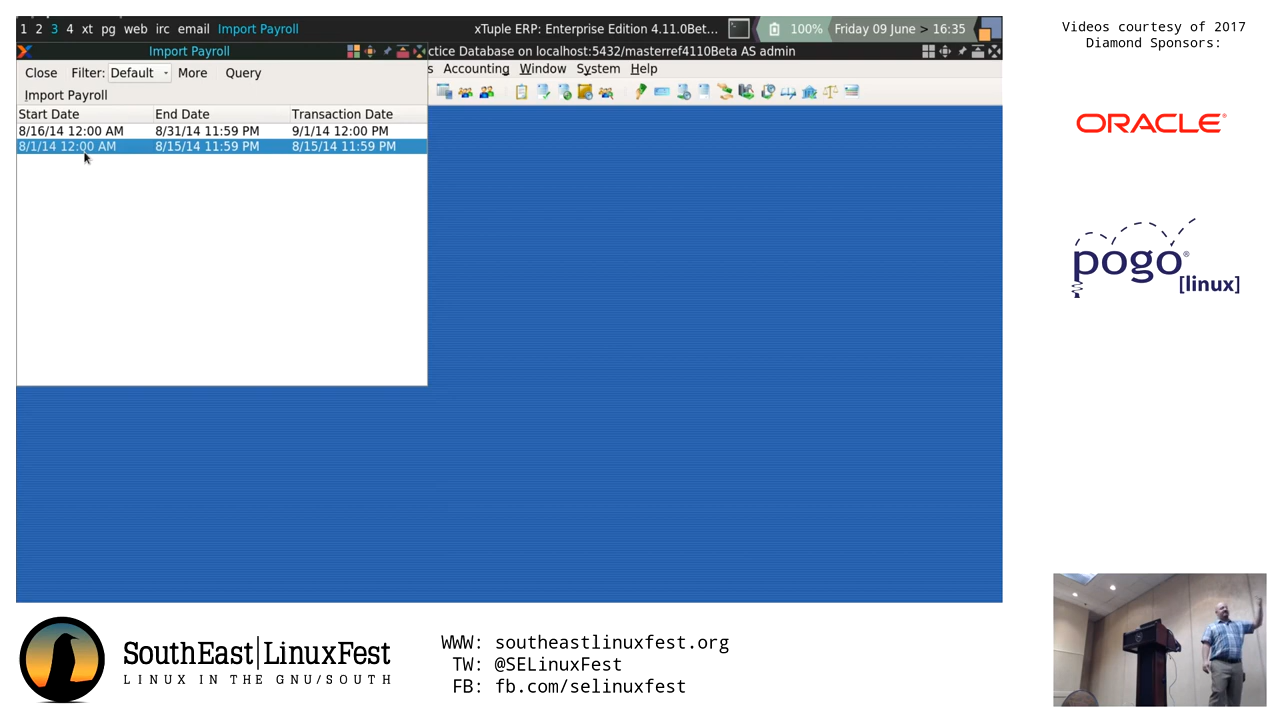 1 2 3 4 xt pg web irc email Import Payroll xTuple ERP: Enterprise Edition 4.11.0Bet... 100% Friday 09 June > 16:35
Import Payroll ctice Database on localhost:5432/masterref4110Beta AS admin
s Accounting Window System Help
Close Filter: Default More Query
Import Payroll
Start Date End Date Transaction Date
8/16/14 12:00 AM 8/31/14 11:59 PM 9/1/14 12:00 PM
8/1/14 12:00 AM 8/15/14 11:59 PM 8/15/14 11:59 PM
Videos courtesy of 2017
Diamond Sponsors:
ORACLE®
pogo®
[linux]
SouthEast|LinuxFest
LINUX IN THE GNU/SOUTH
WWW: southeastlinuxfest.org
TW: @SELinuxFest
FB: fb.com/selinuxfest